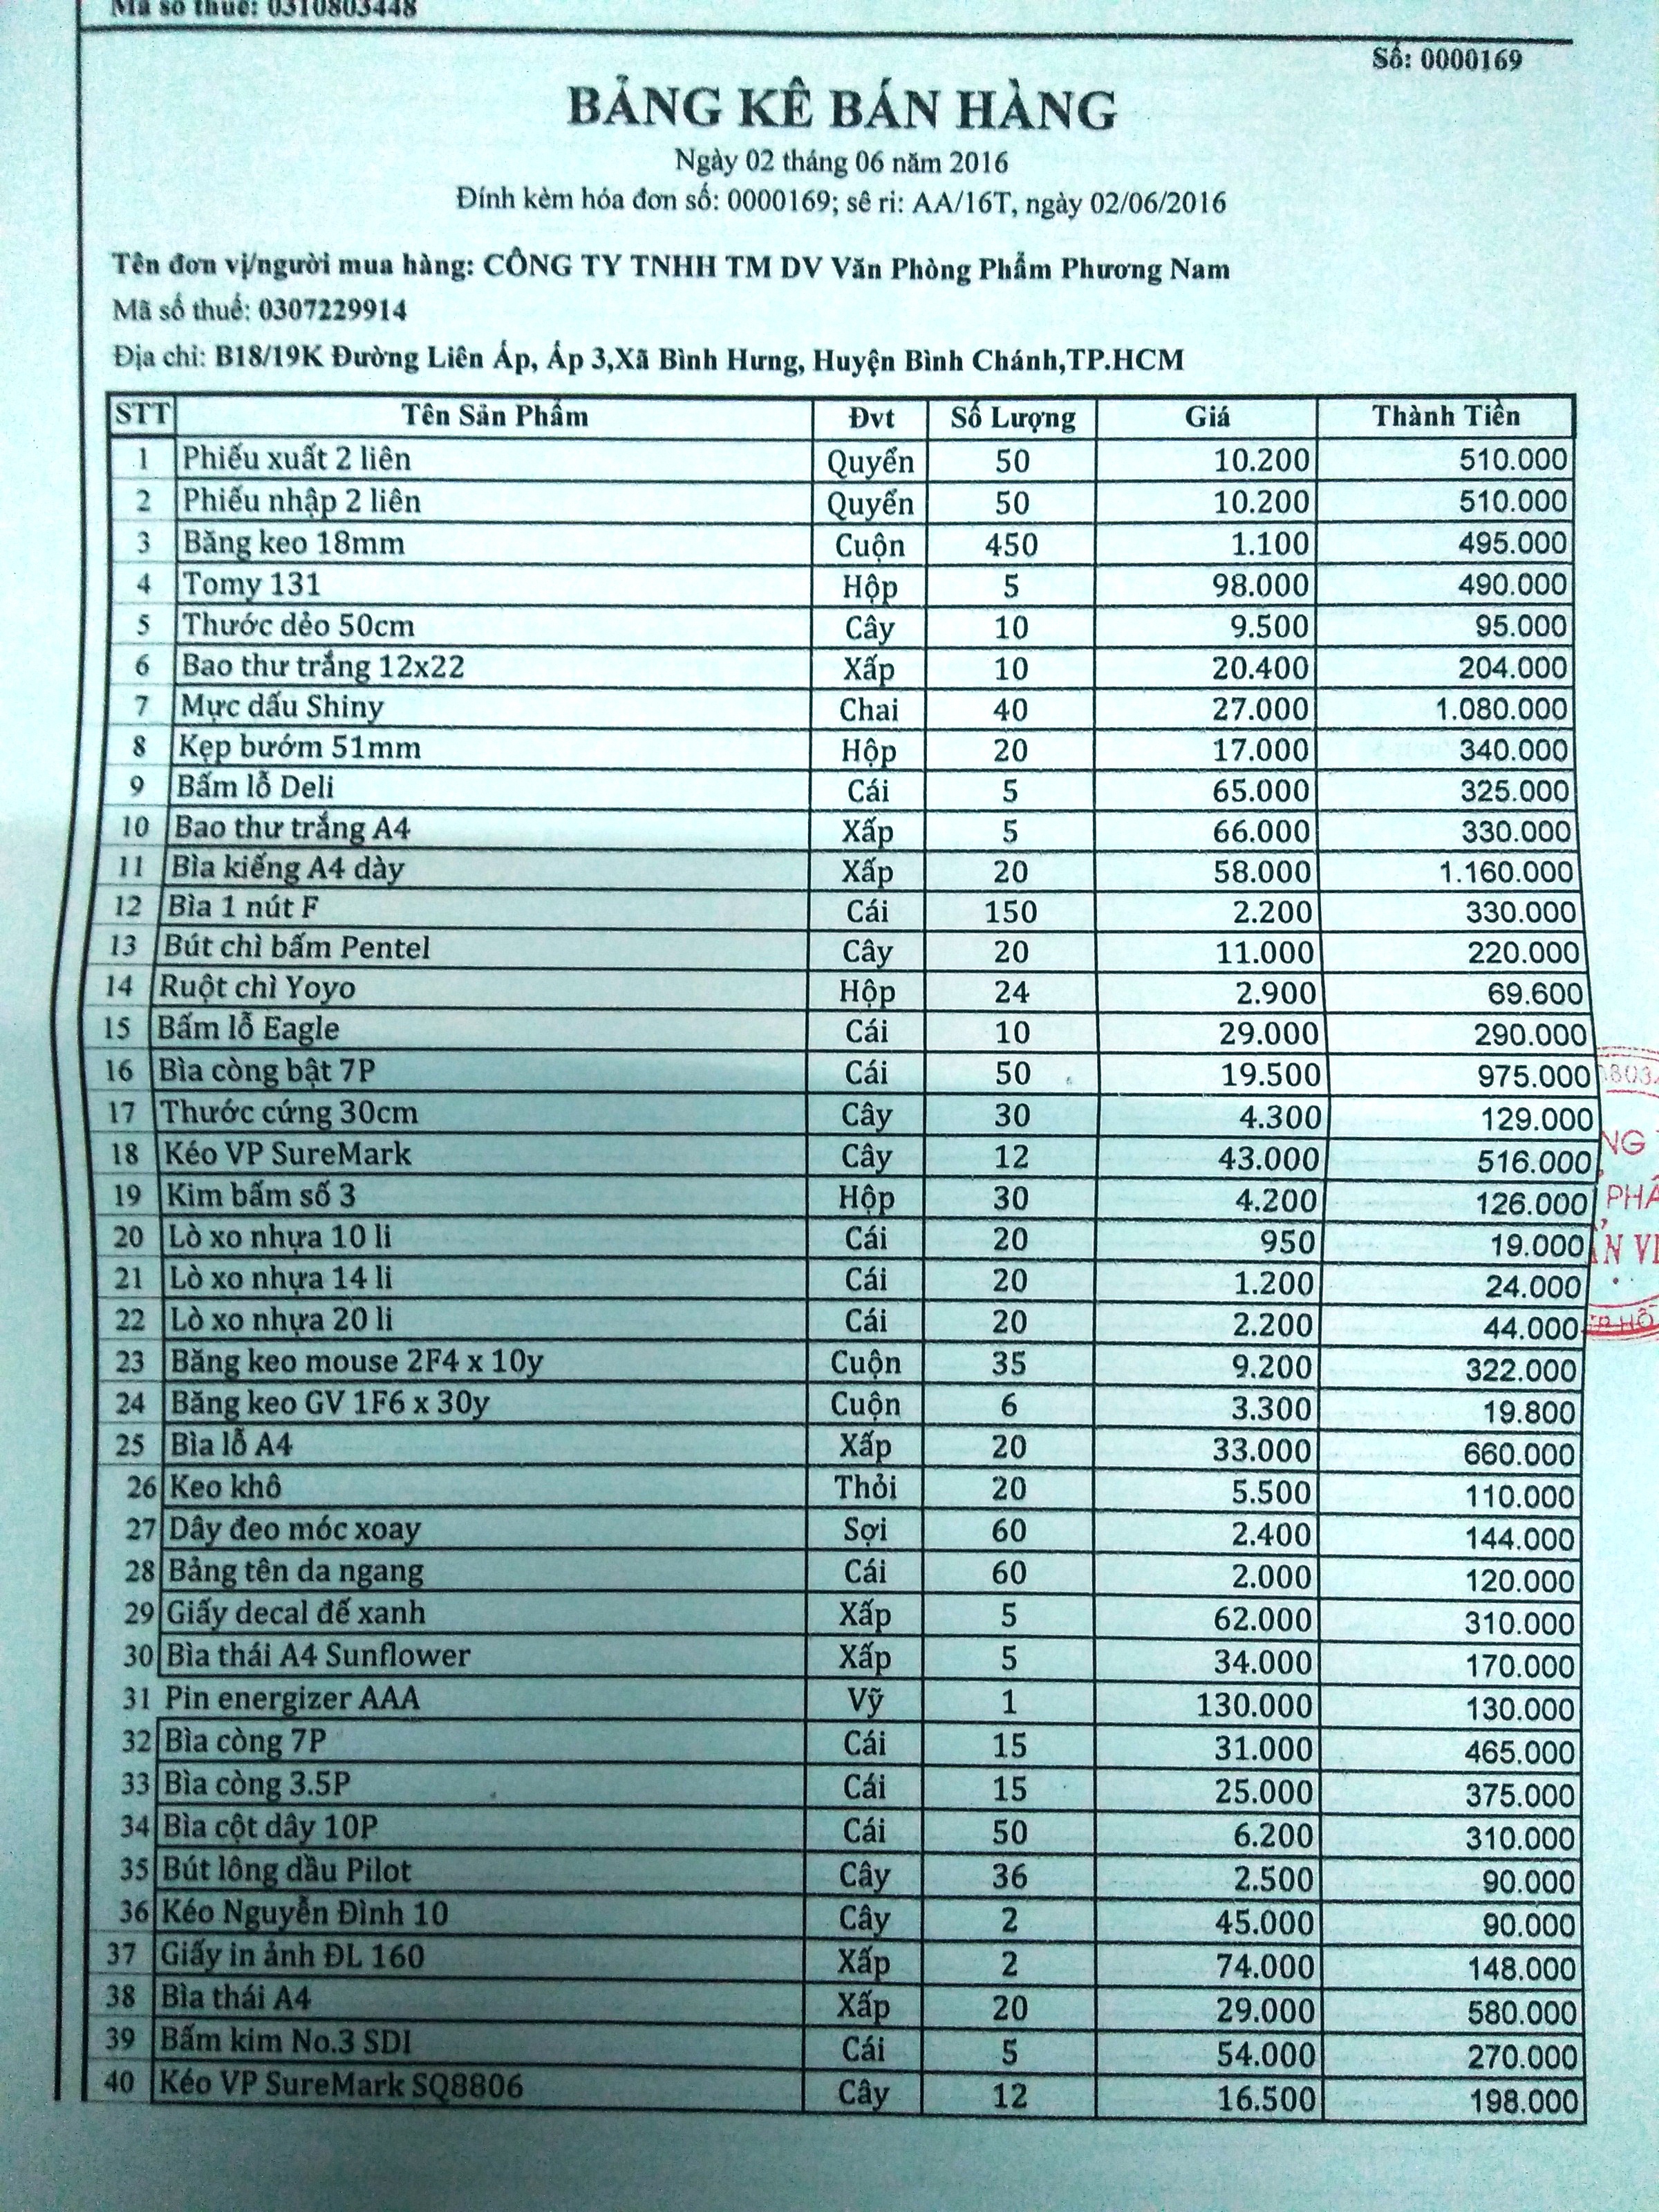 Mã số thuế: 0310803448
Số: 0000169
BẢNG KÊ BÁN HÀNG
Ngày 02 tháng 06 năm 2016
Đính kèm hóa đơn số: 0000169; sê ri: AA/16T, ngày 02/06/2016
Tên đơn vị/người mua hàng: CÔNG TY TNHH TM DV Văn Phòng Phẩm Phương Nam
Mã số thuế: 0307229914
Địa chỉ: B18/19K Đường Liên Ấp, Ấp 3,Xã Bình Hưng, Huyện Bình Chánh,TP.HCM
STT Tên Sản Phẩm Đvt Số Lượng Giá Thành Tiền
1 Phiếu xuất 2 liên Quyển 50 10.200 510.000
2 Phiếu nhập 2 liên Quyển 50 10.200 510.000
3 Băng keo 18mm Cuộn 450 1.100 495.000
4 Tomy 131 Hộp 5 98.000 490.000
5 Thước dẻo 50cm Cây 10 9.500 95.000
6 Bao thư trắng 12x22 Xấp 10 20.400 204.000
7 Mực dấu Shiny Chai 40 27.000 1.080.000
8 Kẹp bướm 51mm Hộp 20 17.000 340.000
9 Bấm lỗ Deli Cái 5 65.000 325.000
10 Bao thư trắng A4 Xấp 5 66.000 330.000
11 Bìa kiếng A4 dày Xấp 20 58.000 1.160.000
12 Bìa 1 nút F Cái 150 2.200 330.000
13 Bút chì bấm Pentel Cây 20 11.000 220.000
14 Ruột chì Yoyo Hộp 24 2.900 69.600
15 Bấm lỗ Eagle Cái 10 29.000 290.000
16 Bìa còng bật 7P Cái 50 19.500 975.000
17 Thước cứng 30cm Cây 30 4.300 129.000
18 Kéo VP SureMark Cây 12 43.000 516.000
19 Kim bấm số 3 Hộp 30 4.200 126.000
20 Lò xo nhựa 10 li Cái 20 950 19.000
21 Lò xo nhựa 14 li Cái 20 1.200 24.000
22 Lò xo nhựa 20 li Cái 20 2.200 44.000
23 Băng keo mouse 2F4 x 10y Cuộn 35 9.200 322.000
24 Băng keo GV 1F6 x 30y Cuộn 6 3.300 19.800
25 Bìa lỗ A4 Xấp 20 33.000 660.000
26 Keo khô Thỏi 20 5.500 110.000
27 Dây đeo móc xoay Sợi 60 2.400 144.000
28 Bảng tên da ngang Cái 60 2.000 120.000
29 Giấy decal đế xanh Xấp 5 62.000 310.000
30 Bìa thái A4 Sunflower Xấp 5 34.000 170.000
31 Pin energizer AAA Vỹ 1 130.000 130.000
32 Bìa còng 7P Cái 15 31.000 465.000
33 Bìa còng 3.5P Cái 15 25.000 375.000
34 Bìa cột dây 10P Cái 50 6.200 310.000
35 Bút lông dầu Pilot Cây 36 2.500 90.000
36 Kéo Nguyễn Đình 10 Cây 2 45.000 90.000
37 Giấy in ảnh ĐL 160 Xấp 2 74.000 148.000
38 Bìa thái A4 Xấp 20 29.000 580.000
39 Bấm kim No.3 SDI Cái 5 54.000 270.000
40 Kéo VP SureMark SQ8806 Cây 12 16.500 198.000